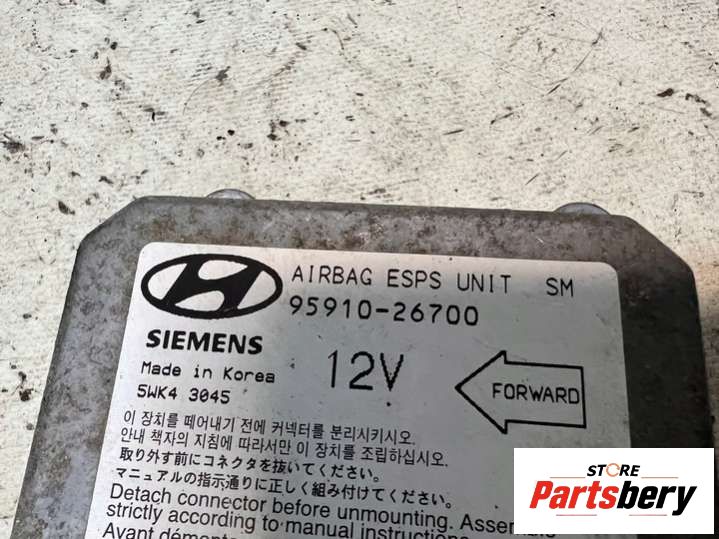 AIRBAG ESPS UNIT SM
95910-26700
SIEMENS
Made in Korea
5WK4 3045
12V
FORWARD
이 장치를 떼어내기 전에 커넥터를 분리시키시오.
안내 책자의 지침에 따라서만 이 장치를 조립하십시오.
取り外す前にコネクタを抜いてください。
マニュアルの指示通りに正しく組み付けてください。
Detach connector before unmounting. Assemble
strictly according to manual instructions.
Avant
STORE
Partsbery